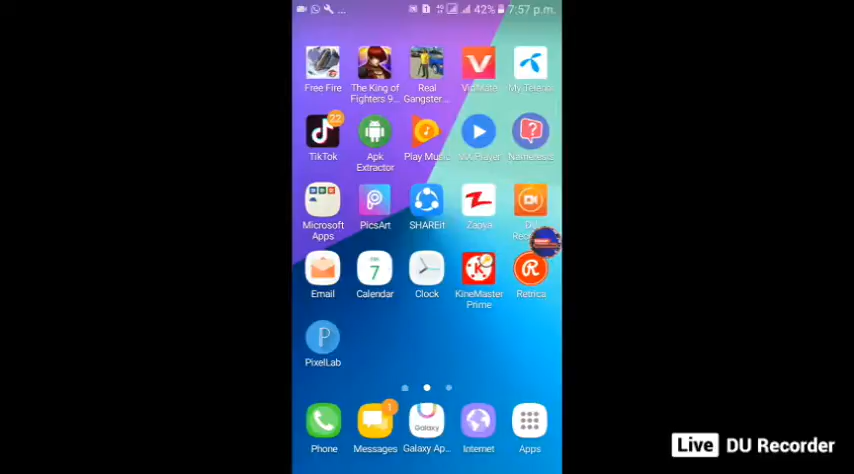 42% 7:57 p.m.
Free Fire
The King of
Fighters 9...
Real
Gangster...
VidMate
My Teleno
22
TikTok
Apk
Extractor
Play Music
MX Player
Microsoft
Apps
PicsArt
SHAREit
Zapya
DU
Email
7
Calendar
Clock
KineMaster
Prime
Retrica
PixelLab
Phone
1
Messages
Galaxy
Galaxy Ap...
Internet
Apps
Live DU Recorder